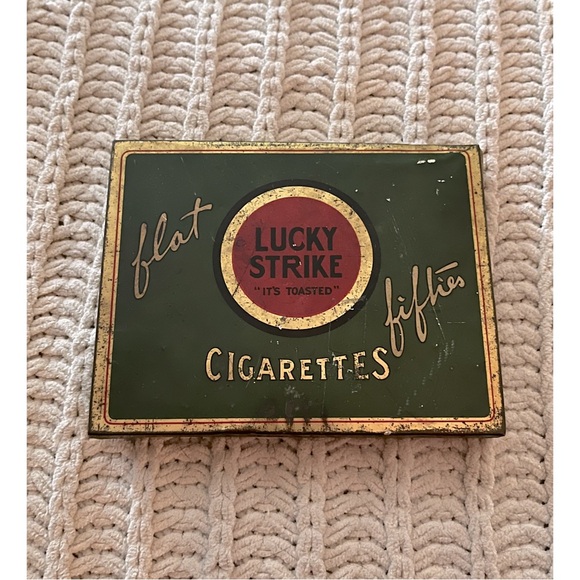 flat
LUCKY
STRIKE
"IT'S TOASTED"
fifties
CIGARETTES